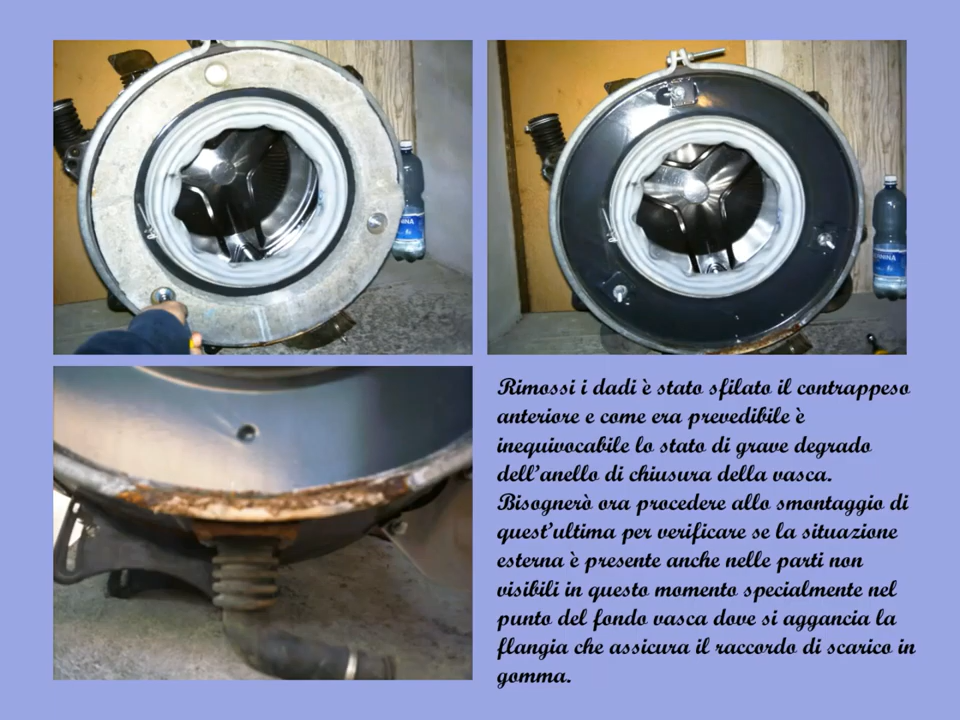 NINA
NNINA
Rimossi i dadi è stato sfilato il contrappeso
anteriore e come era prevedibile è
inequivocabile lo stato di grave degrado
dell'anello di chiusura della vasca.
Bisognerò ora procedere allo smontaggio di
quest'ultima per verificare se la situazione
esterna è presente anche nelle parti non
visibili in questo momento specialmente nel
punto del fondo vasca dove si aggancia la
flangia che assicura il raccordo di scarico in
gomma.